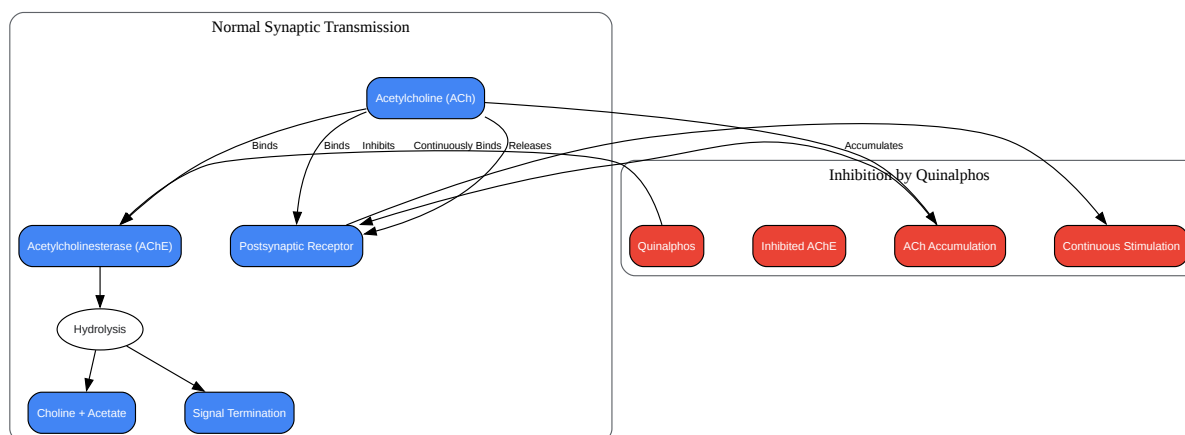 Normal Synaptic Transmission
Acetylcholine (ACh)
Binds
Binds
Inhibits
Continuously Binds
Releases
Accumulates
Inhibition by Quinalphos
Acetylcholinesterase (AChE)
Postsynaptic Receptor
Quinalphos
Inhibited AChE
ACh Accumulation
Continuous Stimulation
Hydrolysis
Choline + Acetate
Signal Termination